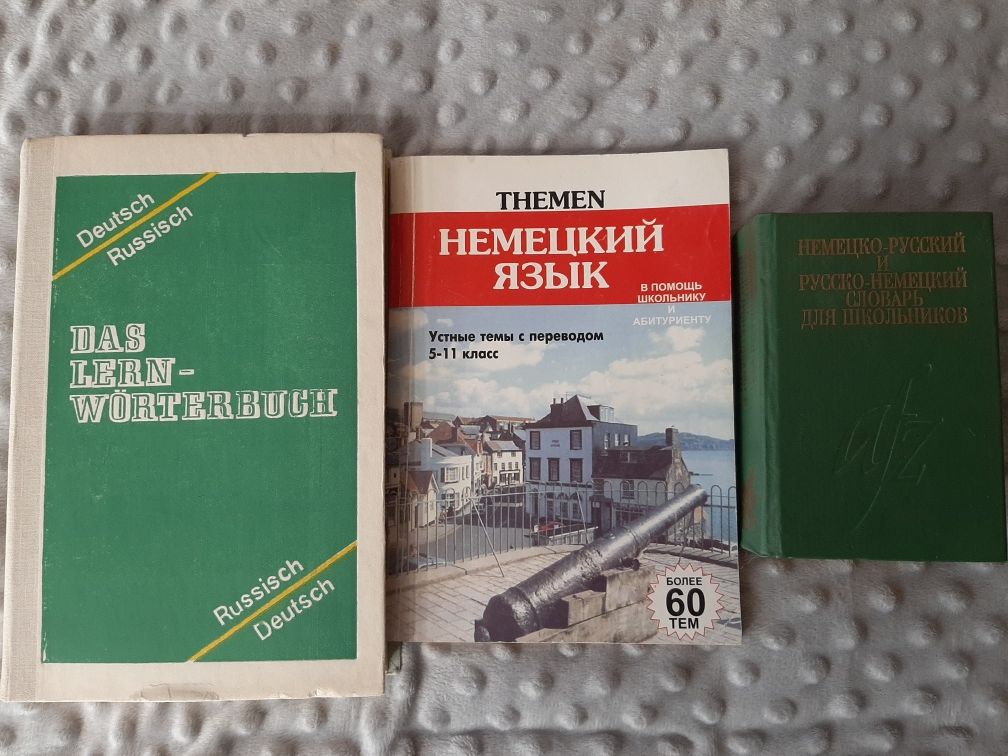 Deutsch
Russisch
DAS
LERN-
WÖRTERBUCH
Russisch
Deutsch
THEMEN
НЕМЕЦКИЙ
ЯЗЫК
В ПОМОЩЬ
ШКОЛЬНИКУ
И
АБИТУРИЕНТУ
Устные темы с переводом
5-11 класс
БОЛЕЕ
60
ТЕМ
НЕМЕЦКО-РУССКИЙ
И
РУССКО-НЕМЕЦКИЙ
СЛОВАРЬ
ДЛЯ ШКОЛЬНИКОВ